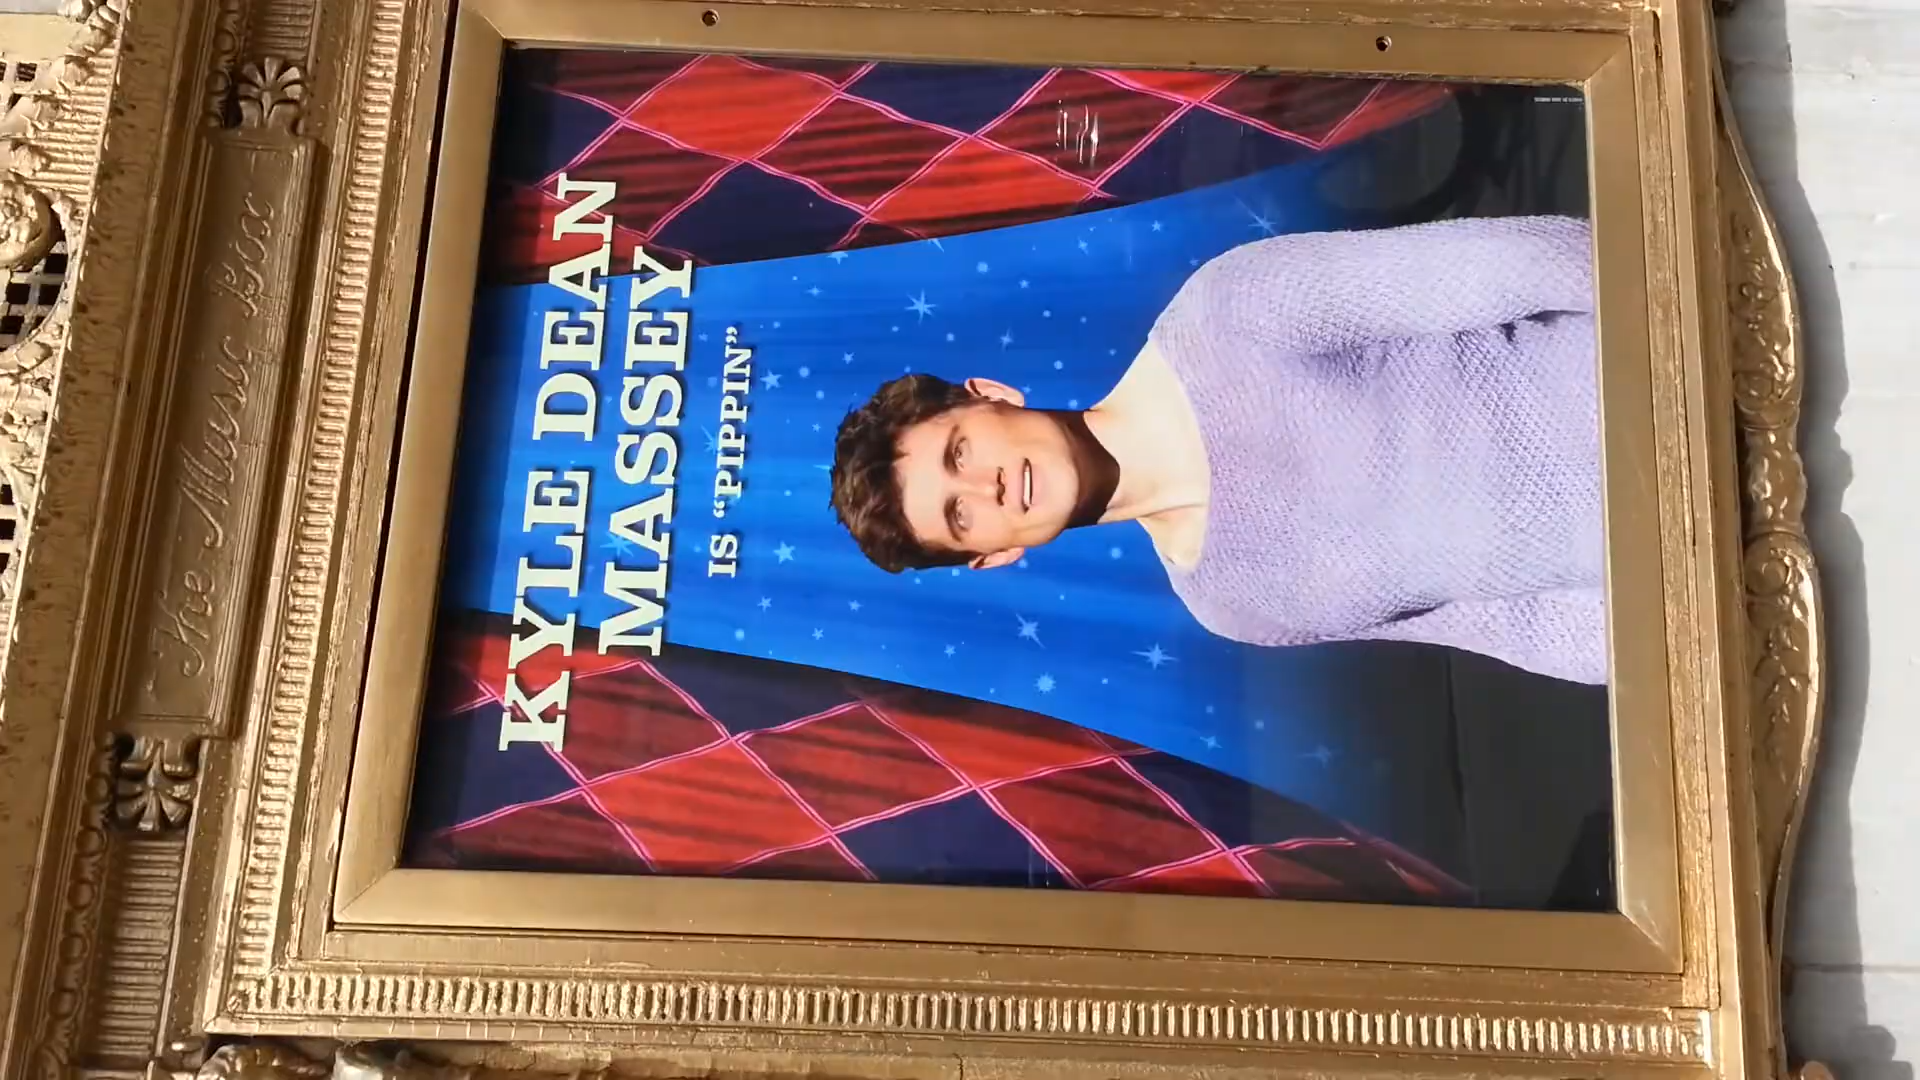 The Music Box
KYLE DEAN
MASSEY
IS “PIPPIN”